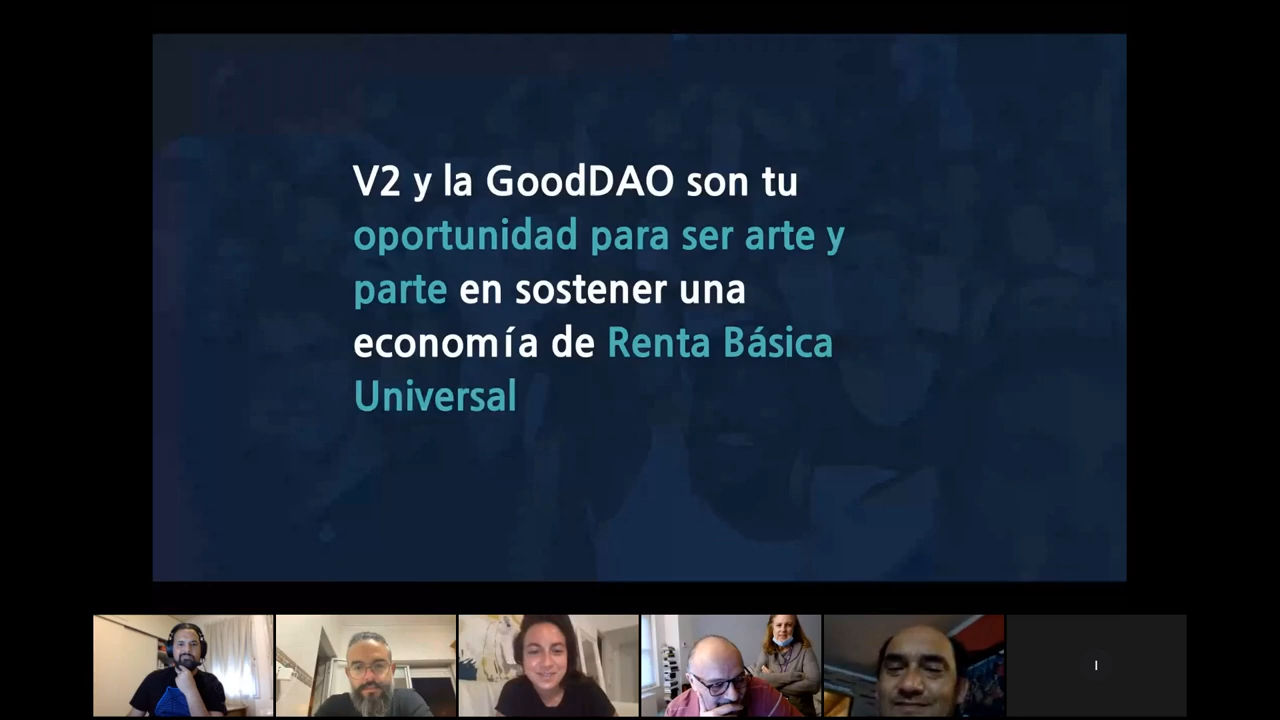 V2 y la GoodDAO son tu
oportunidad para ser arte y
parte en sostener una
economía de Renta Básica
Universal
I